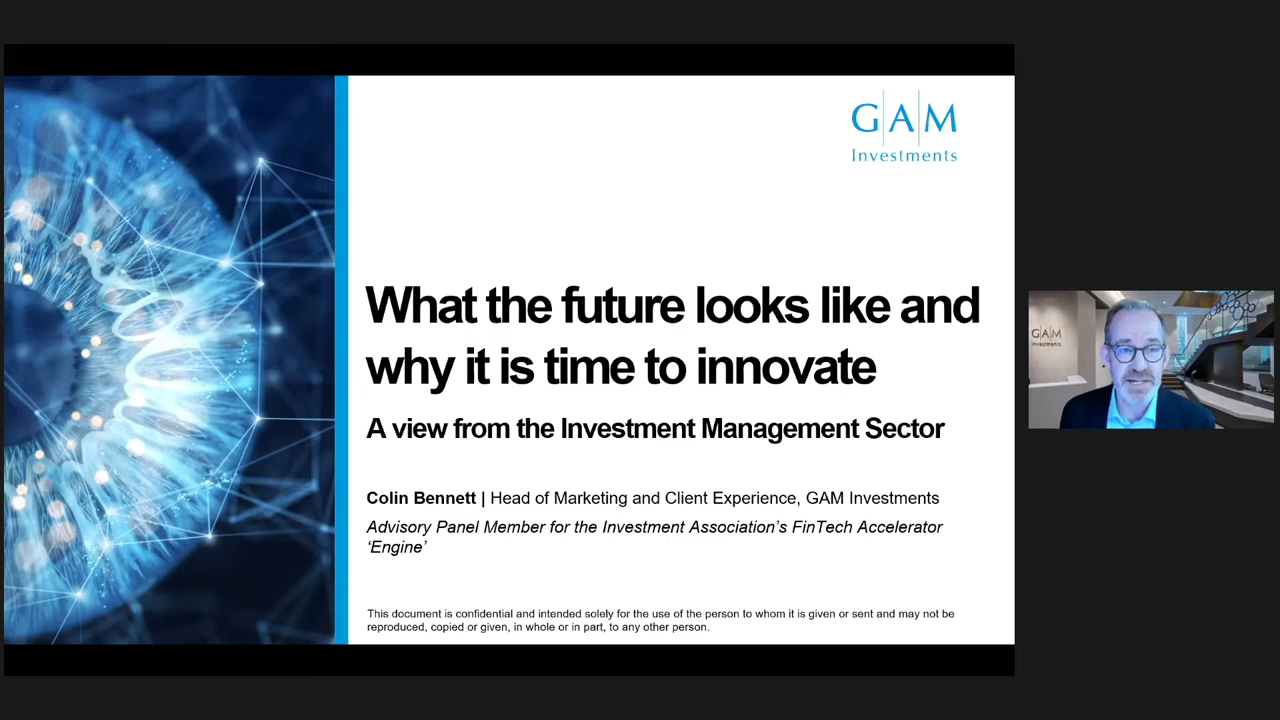 G|A|M
Investments
What the future looks like and
why it is time to innovate
A view from the Investment Management Sector
Colin Bennett | Head of Marketing and Client Experience, GAM Investments
Advisory Panel Member for the Investment Association's FinTech Accelerator
‘Engine’
This document is confidential and intended solely for the use of the person to whom it is given or sent and may not be
reproduced, copied or given, in whole or in part, to any other person.
G|A|M
Investments